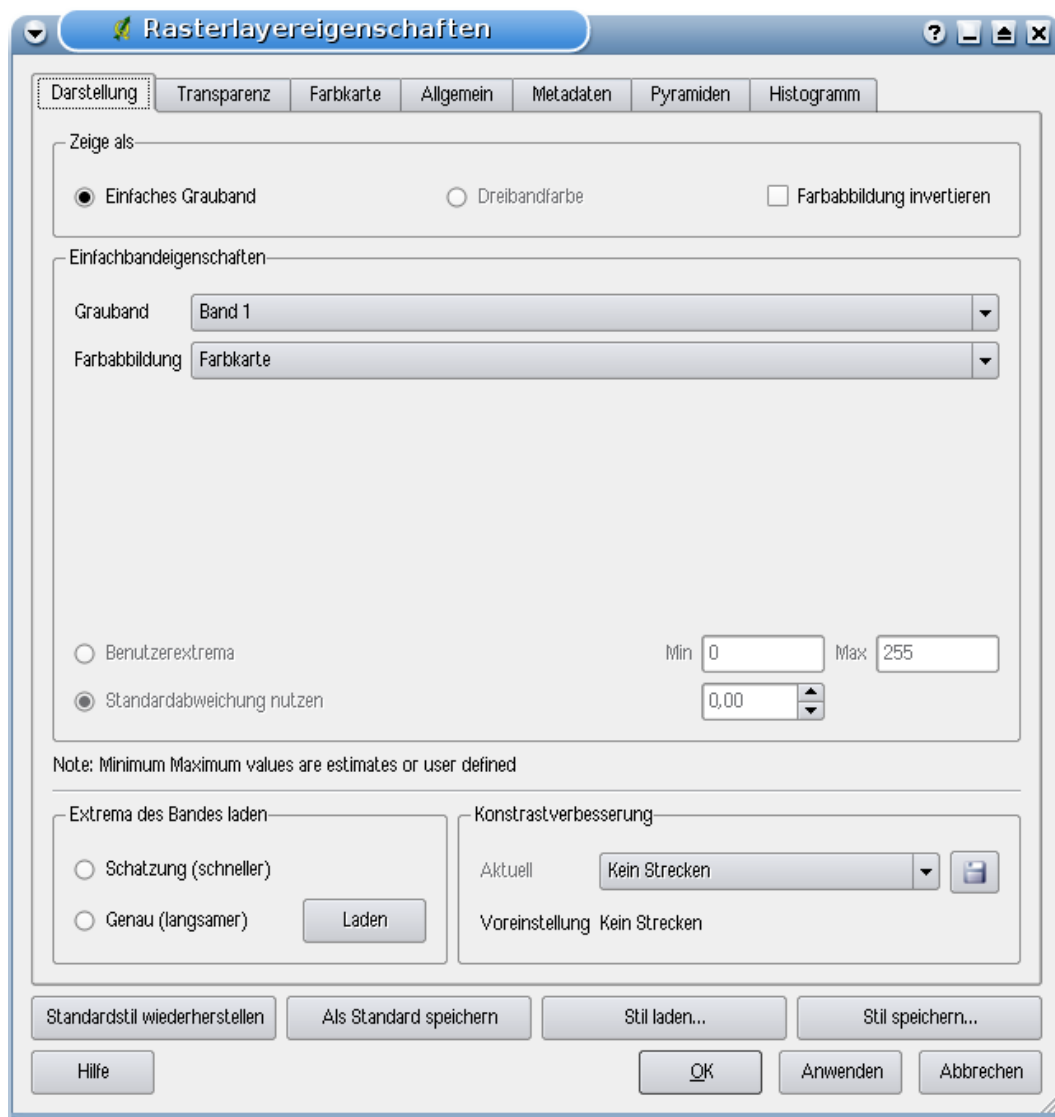 Rasterlayereigenschaften
Darstellung Transparenz Farbkarte Allgemein Metadaten Pyramiden Histogramm
Zeige als
Einfaches Grauband Dreibandfarbe Farbabbildung invertieren
Einfachbandeigenschaften
Grauband Band 1
Farbabbildung Farbkarte
Benutzerextrema Min 0 Max 255
Standardabweichung nutzen 0,00
Note: Minimum Maximum values are estimates or user defined
Extrema des Bandes laden
Schatzung (schneller)
Genau (langsamer) Laden
Konstrastverbesserung
Aktuell Kein Strecken
Voreinstellung Kein Strecken
Standardstil wiederherstellen Als Standard speichern Stil laden... Stil speichern...
Hilfe OK Anwenden Abbrechen